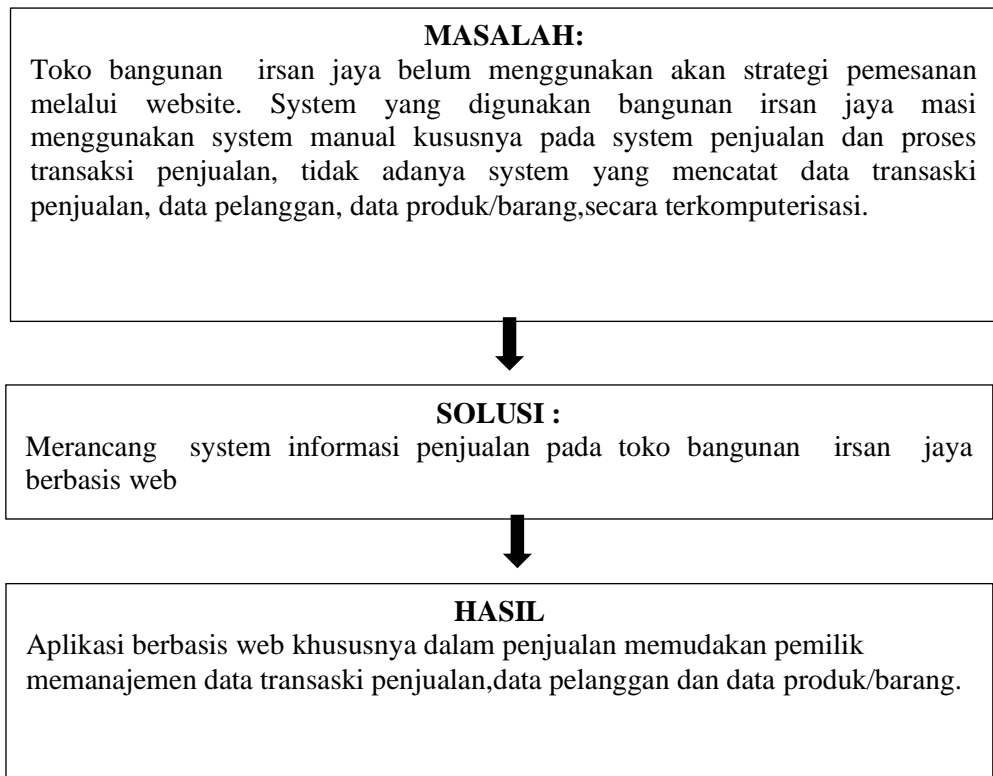 MASALAH:
Toko bangunan irsan jaya belum menggunakan akan strategi pemesanan
melalui website. System yang digunakan bangunan irsan jaya masi
menggunakan system manual kususnya pada system penjualan dan proses
transaksi penjualan, tidak adanya system yang mencatat data transaski
penjualan, data pelanggan, data produk/barang,secara terkomputerisasi.
SOLUSI :
Merancang system informasi penjualan pada toko bangunan irsan jaya
berbasis web
HASIL
Aplikasi berbasis web khususnya dalam penjualan memudakan pemilik
memanajemen data transaski penjualan,data pelanggan dan data produk/barang.